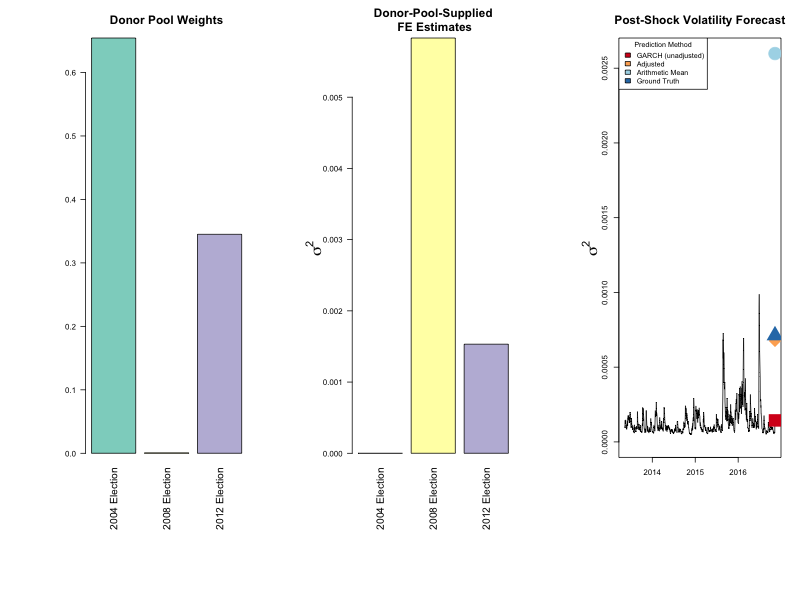 Donor Pool Weights
0.6
0.5
0.4
0.3
0.2
0.1
0.0
2004 Election
2008 Election
2012 Election
Donor-Pool-Supplied
FE Estimates
σ2
0.005
0.004
0.003
0.002
0.001
0.000
2004 Election
2008 Election
2012 Election
Post-Shock Volatility Forecast
Prediction Method
GARCH (unadjusted)
Adjusted
Arithmetic Mean
Ground Truth
σ2
0.0025
0.0020
0.0015
0.0010
0.0005
0.0000
2014
2015
2016